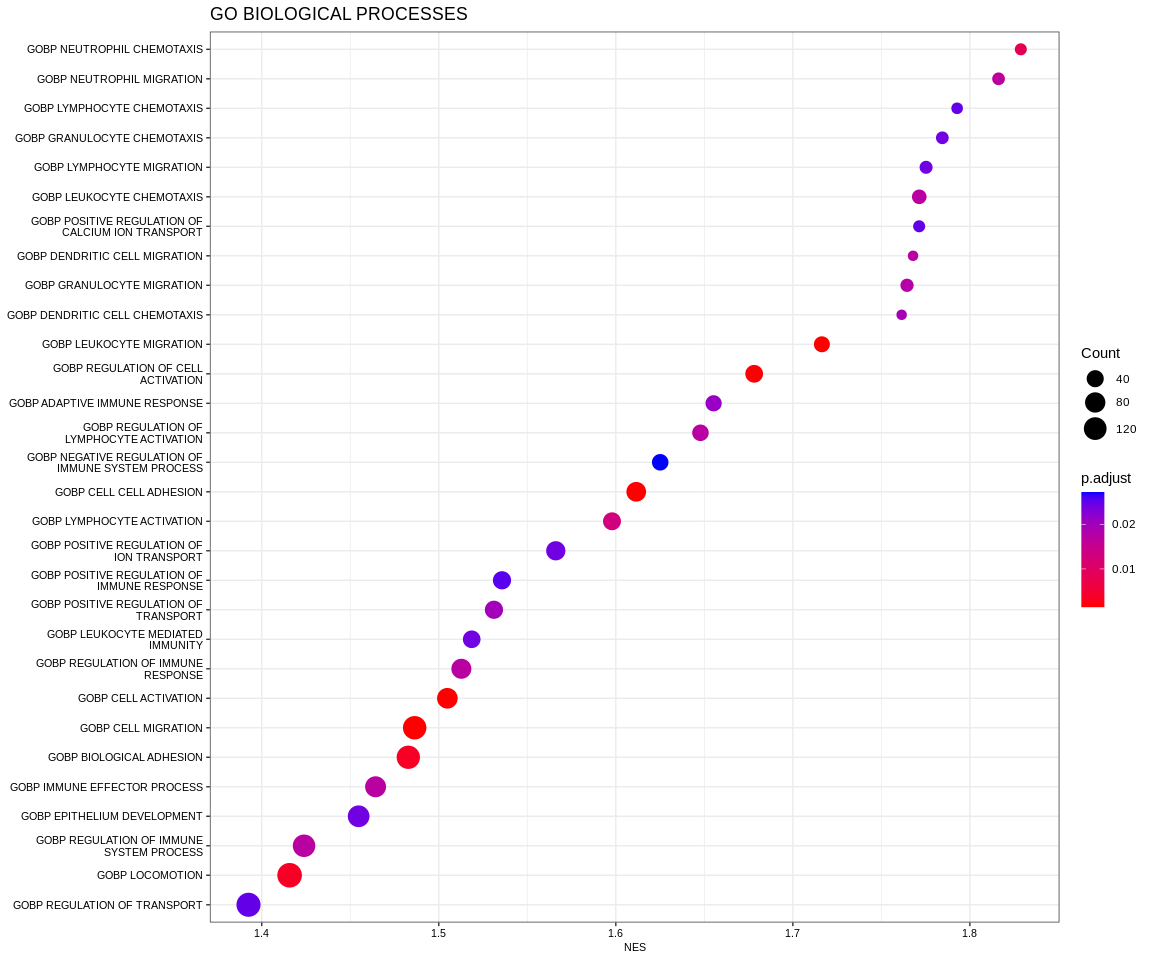 GO BIOLOGICAL PROCESSES
GOBP NEUTROPHIL CHEMOTAXIS
GOBP NEUTROPHIL MIGRATION
GOBP LYMPHOCYTE CHEMOTAXIS
GOBP GRANULOCYTE CHEMOTAXIS
GOBP LYMPHOCYTE MIGRATION
GOBP LEUKOCYTE CHEMOTAXIS
GOBP POSITIVE REGULATION OF
CALCIUM ION TRANSPORT
GOBP DENDRITIC CELL MIGRATION
GOBP GRANULOCYTE MIGRATION
GOBP DENDRITIC CELL CHEMOTAXIS
GOBP LEUKOCYTE MIGRATION
GOBP REGULATION OF CELL
ACTIVATION
GOBP ADAPTIVE IMMUNE RESPONSE
GOBP REGULATION OF
LYMPHOCYTE ACTIVATION
GOBP NEGATIVE REGULATION OF
IMMUNE SYSTEM PROCESS
GOBP CELL CELL ADHESION
GOBP LYMPHOCYTE ACTIVATION
GOBP POSITIVE REGULATION OF
ION TRANSPORT
GOBP POSITIVE REGULATION OF
IMMUNE RESPONSE
GOBP POSITIVE REGULATION OF
TRANSPORT
GOBP LEUKOCYTE MEDIATED
IMMUNITY
GOBP REGULATION OF IMMUNE
RESPONSE
GOBP CELL ACTIVATION
GOBP CELL MIGRATION
GOBP BIOLOGICAL ADHESION
GOBP IMMUNE EFFECTOR PROCESS
GOBP EPITHELIUM DEVELOPMENT
GOBP REGULATION OF IMMUNE
SYSTEM PROCESS
GOBP LOCOMOTION
GOBP REGULATION OF TRANSPORT
1.4 1.5 1.6 1.7 1.8
NES
Count
40
80
120
p.adjust
0.02
0.01